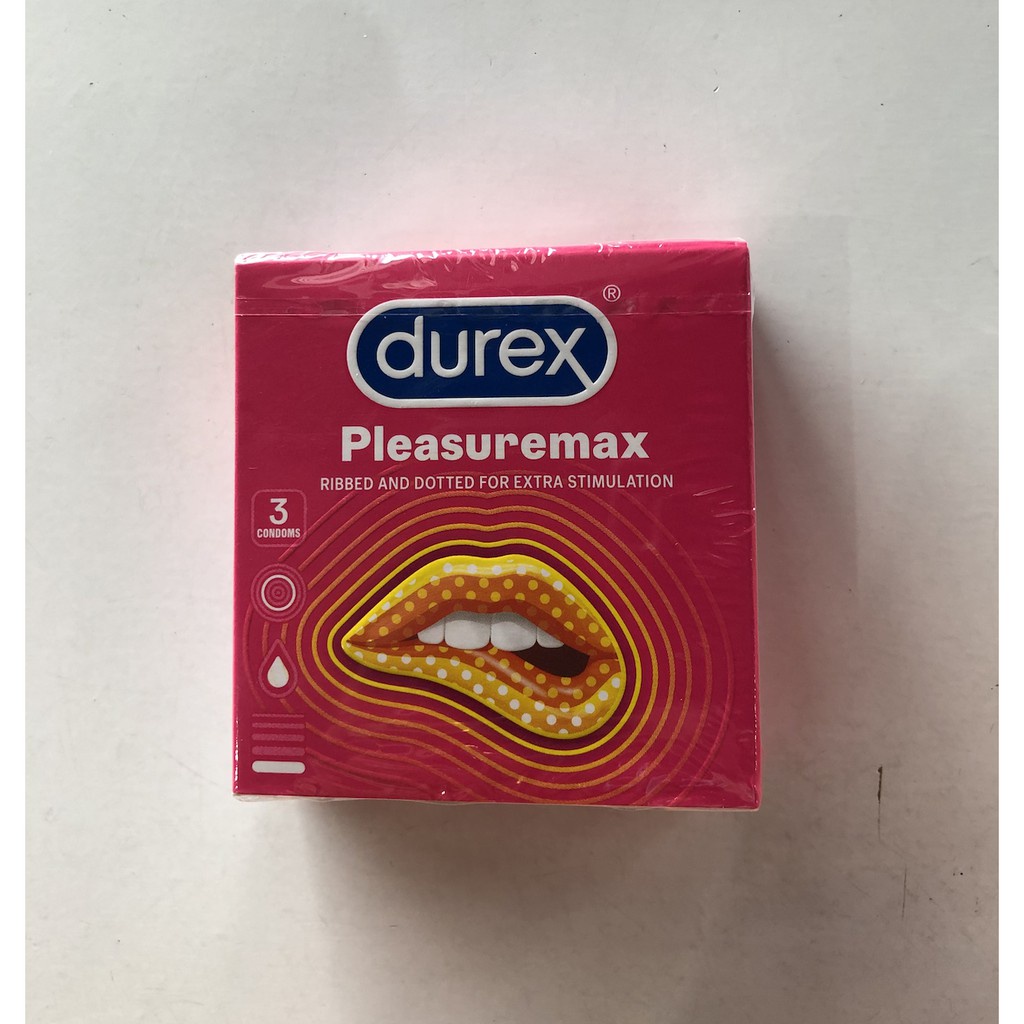 durex®
Pleasuremax
RIBBED AND DOTTED FOR EXTRA STIMULATION
3
CONDOMS